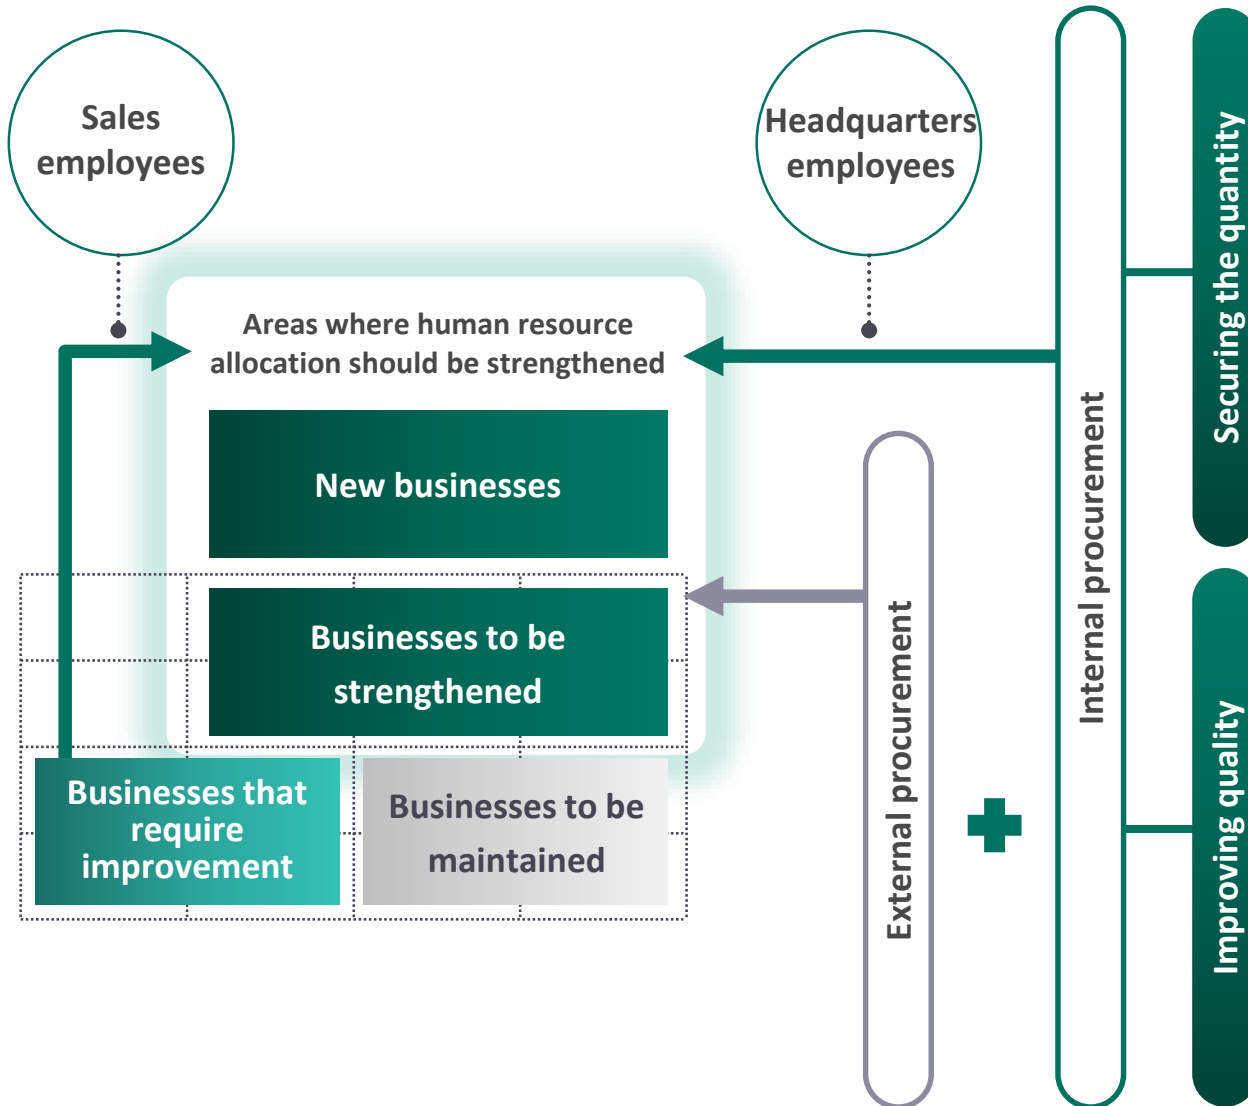 Sales
employees
Headquarters
employees
Areas where human resource
allocation should be strengthened
New businesses
Businesses to be
strengthened
Businesses that
require
improvement
Businesses to be
maintained
External procurement
Internal procurement
Securing the quantity
Improving quality